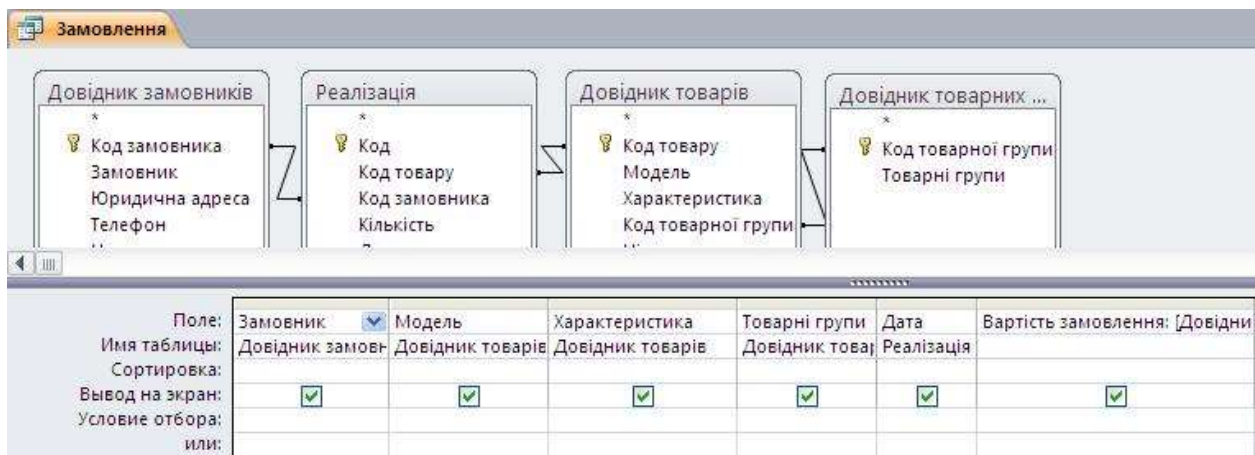 Замовлення
Довідник замовників
*
Код замовника
Замовник
Юридична адреса
Телефон
Реалізація
*
Код
Код товару
Код замовника
Кількість
Довідник товарів
*
Код товару
Модель
Характеристика
Код товарної групи
Довідник товарних ...
*
Код товарної групи
Товарні групи
Поле: Замовник Модель Характеристика Товарні групи Дата Вартість замовлення: [Довідни
Имя таблицы: Довідник замовн Довідник товарів Довідник товарів Довідник товар Реалізація
Сортировка:
Вывод на экран:
Условие отбора:
или: